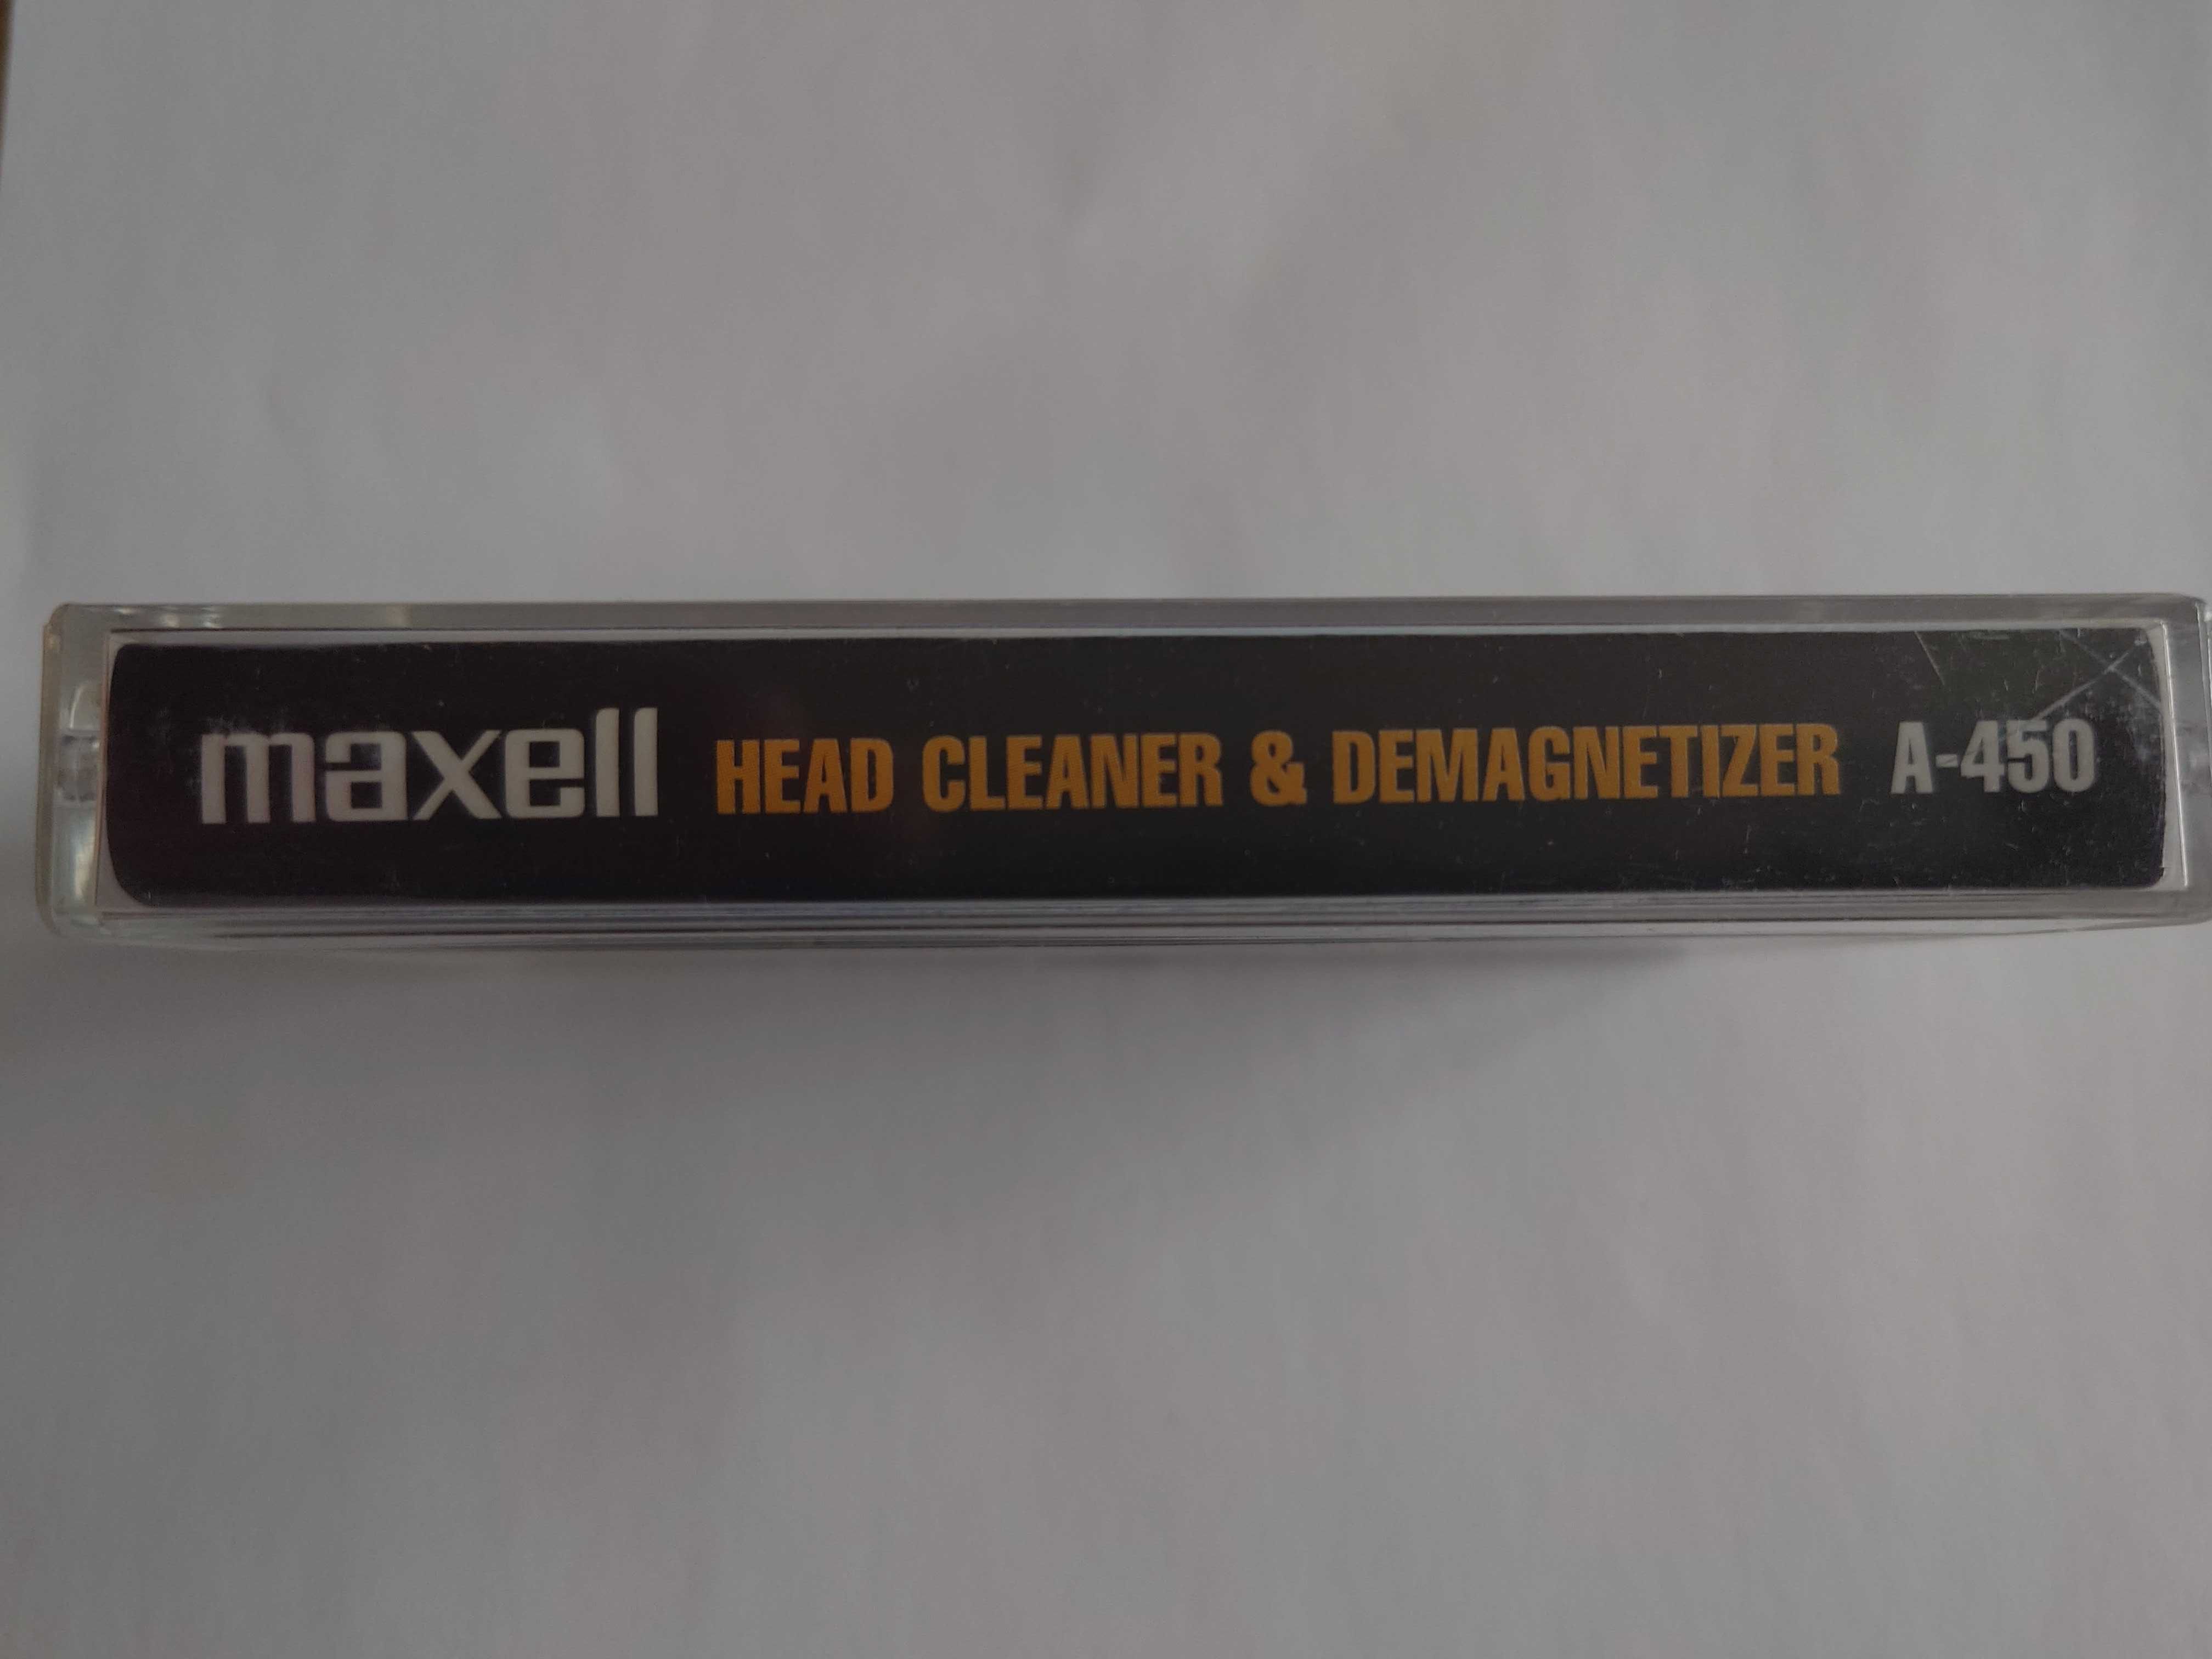 maxell HEAD CLEANER & DEMAGNETIZER A-450